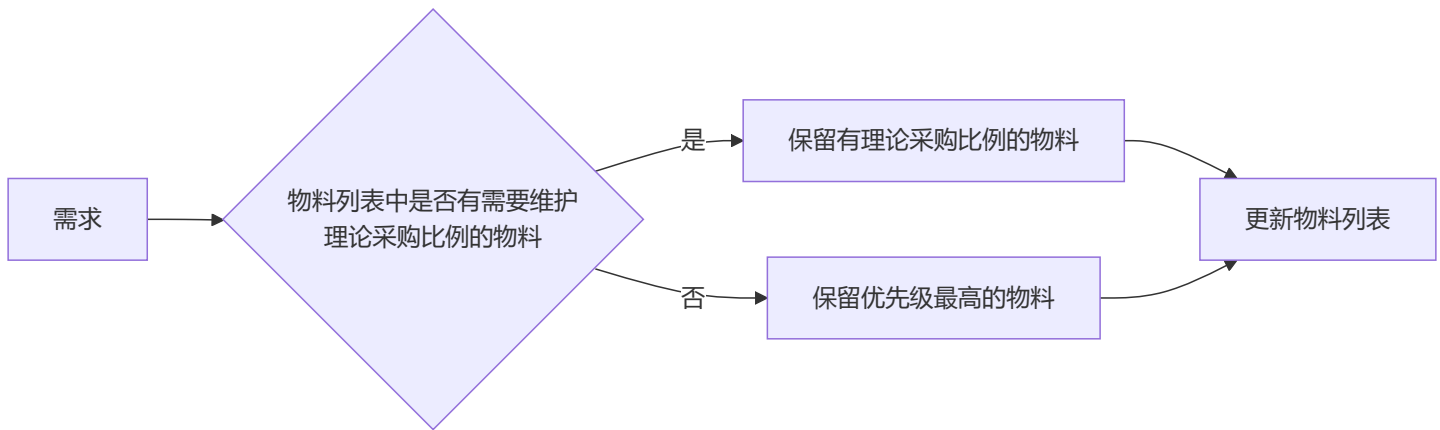 需求
物料列表中是否有需要维护
理论采购比例的物料
是
保留有理论采购比例的物料
否
保留优先级最高的物料
更新物料列表